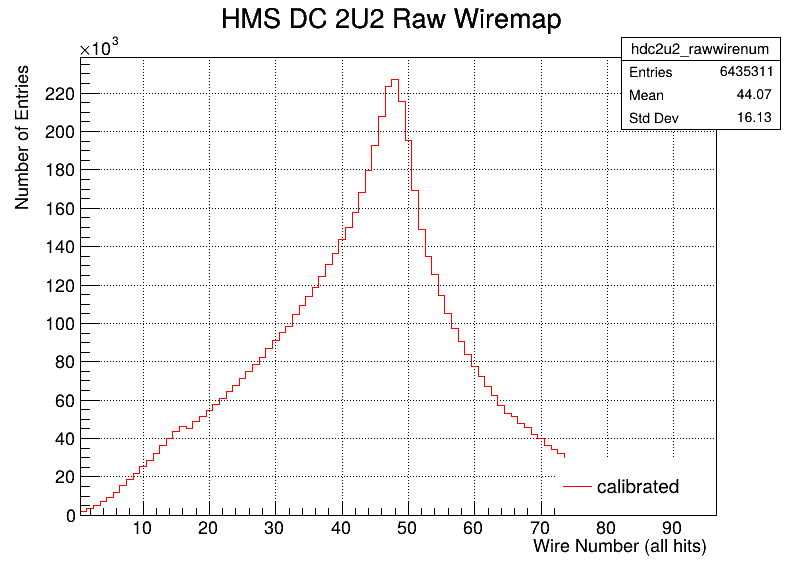 HMS DC 2U2 Raw Wiremap
×10³
hdc2u2_rawwirenum
Entries 6435311
Mean 44.07
Std Dev 16.13
Number of Entries
220
200
180
160
140
120
100
80
60
40
20
0
calibrated
10 20 30 40 50 60 70 80 90
Wire Number (all hits)